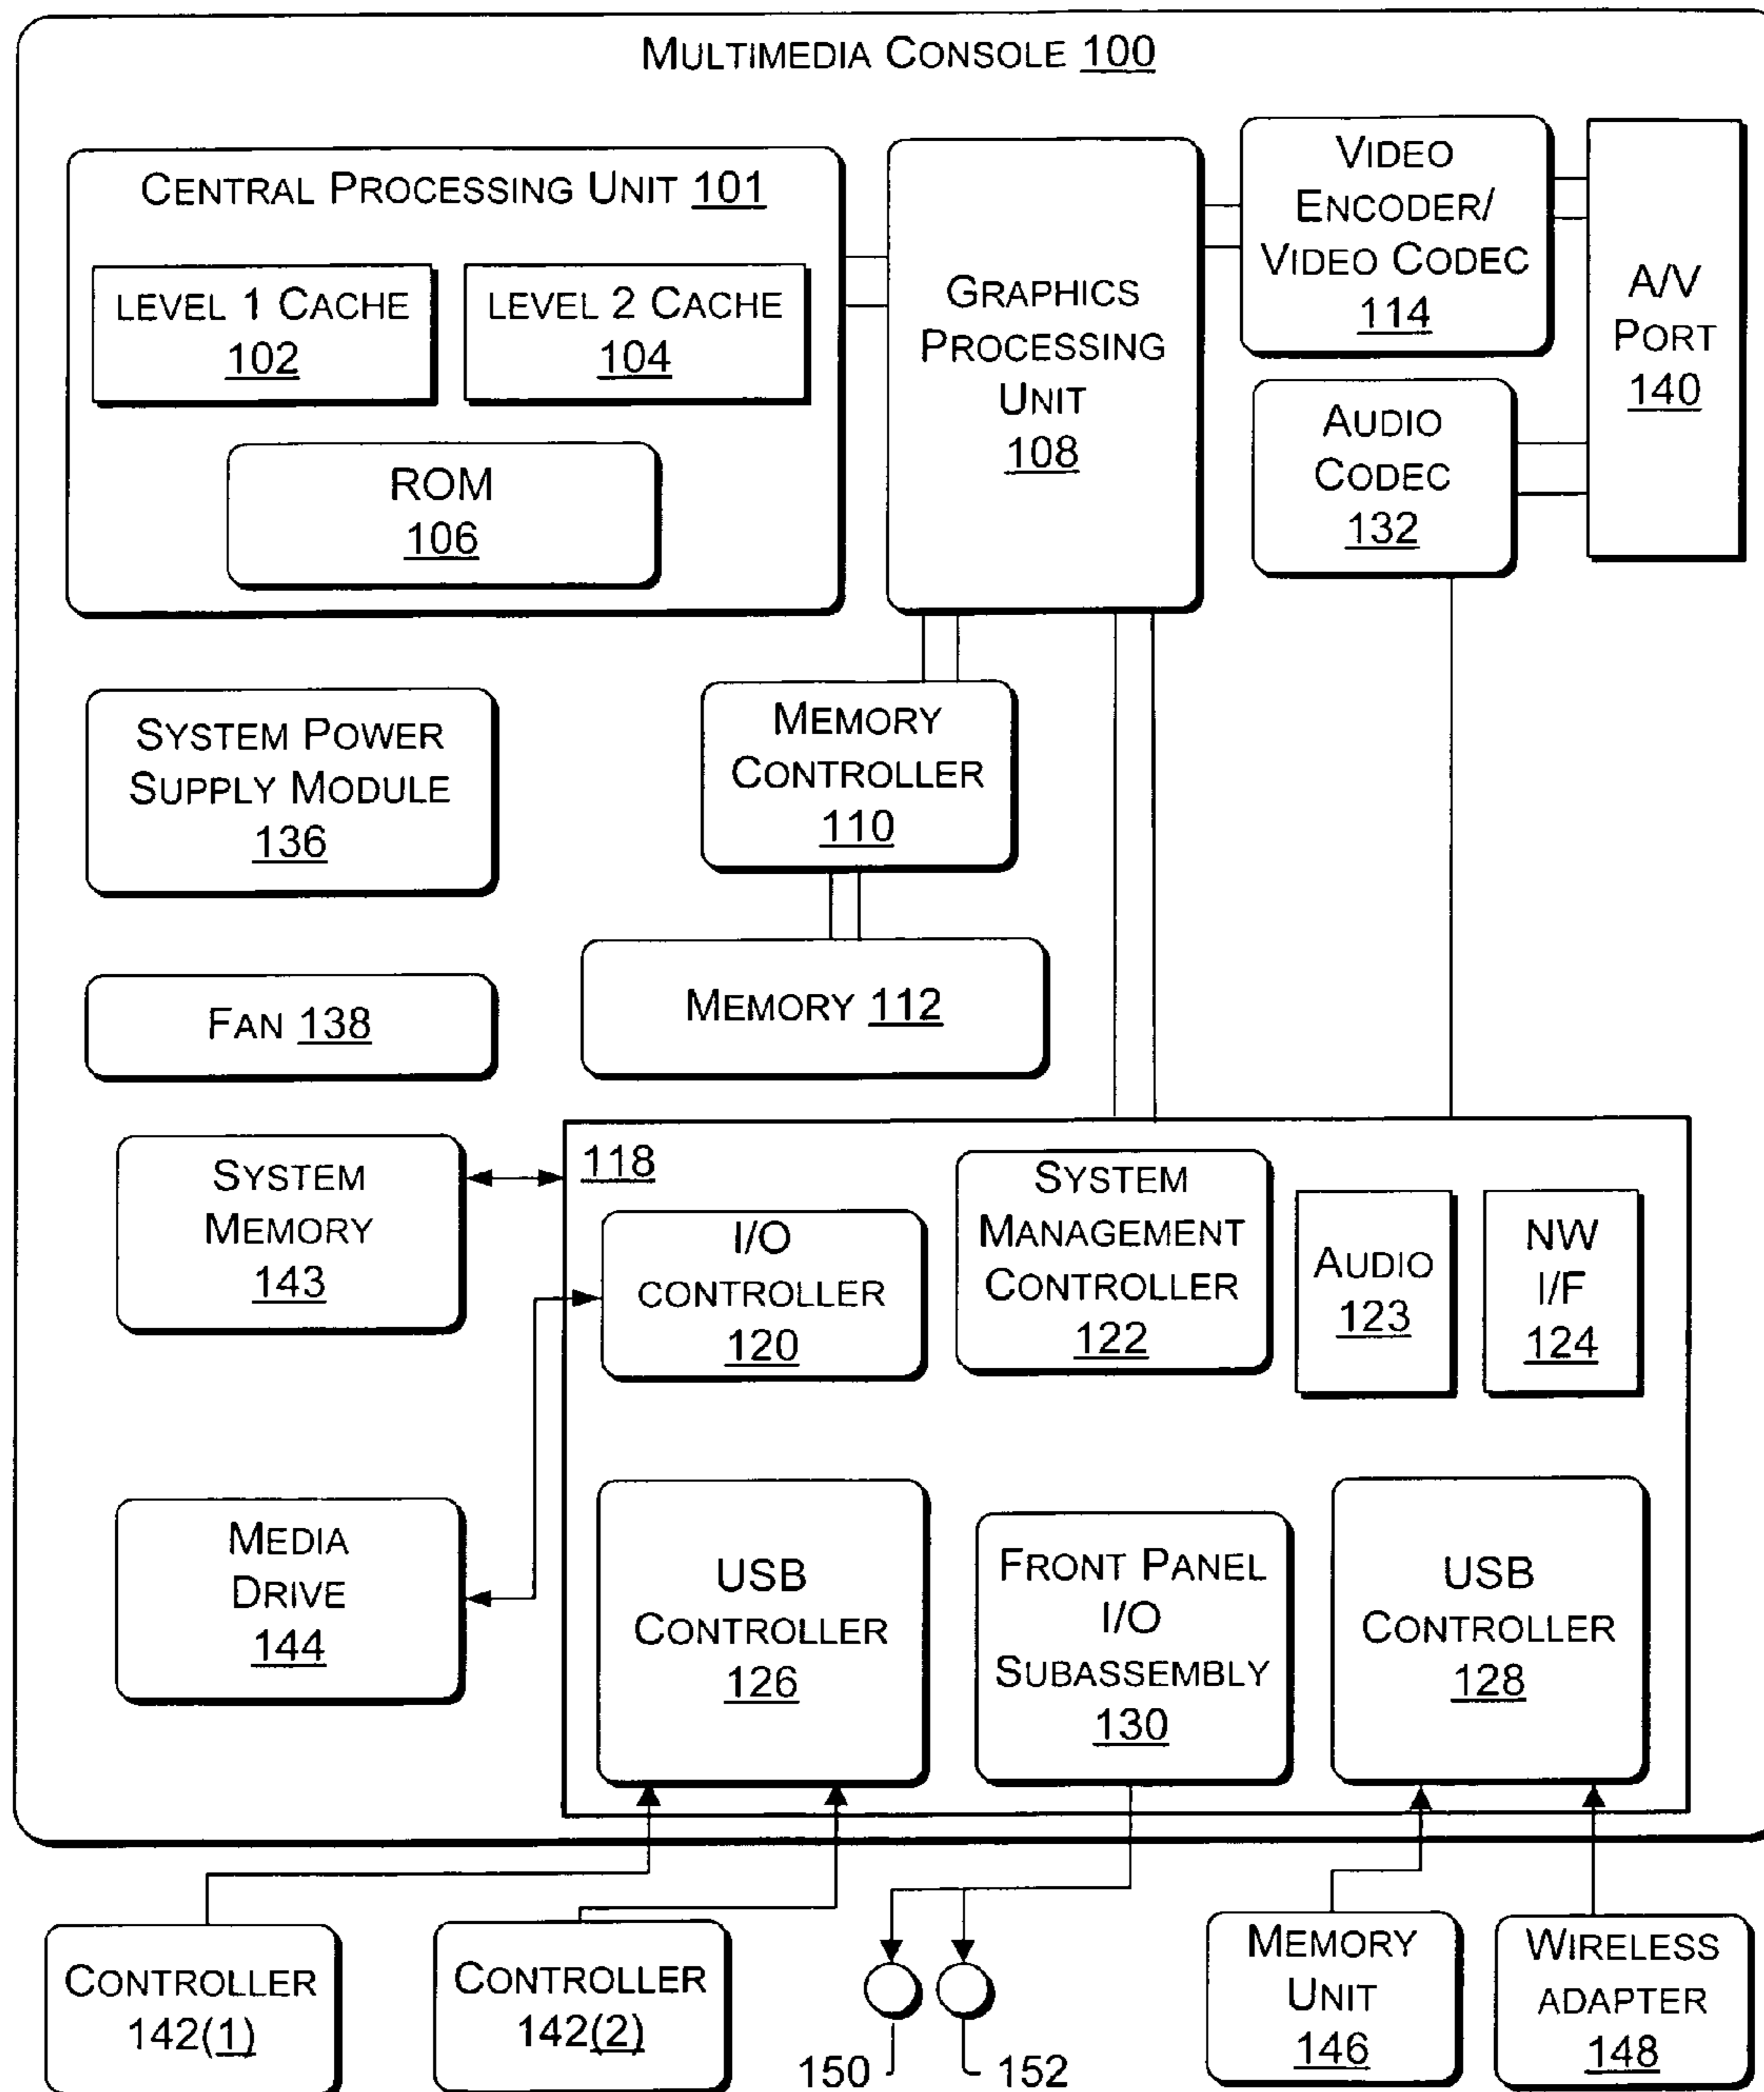 MULTIMEDIA CONSOLE 100
CENTRAL PROCESSING UNIT 101
LEVEL 1 CACHE
102
LEVEL 2 CACHE
104
ROM
106
GRAPHICS
PROCESSING
UNIT
108
VIDEO
ENCODER/
VIDEO CODEC
114
A/V
PORT
140
AUDIO
CODEC
132
SYSTEM POWER
SUPPLY MODULE
136
MEMORY
CONTROLLER
110
FAN 138
MEMORY 112
SYSTEM
MEMORY
143
118
I/O
CONTROLLER
120
SYSTEM
MANAGEMENT
CONTROLLER
122
AUDIO
123
NW
I/F
124
MEDIA
DRIVE
144
USB
CONTROLLER
126
FRONT PANEL
I/O
SUBASSEMBLY
130
USB
CONTROLLER
128
CONTROLLER
142(1)
CONTROLLER
142(2)
150
152
MEMORY
UNIT
146
WIRELESS
ADAPTER
148